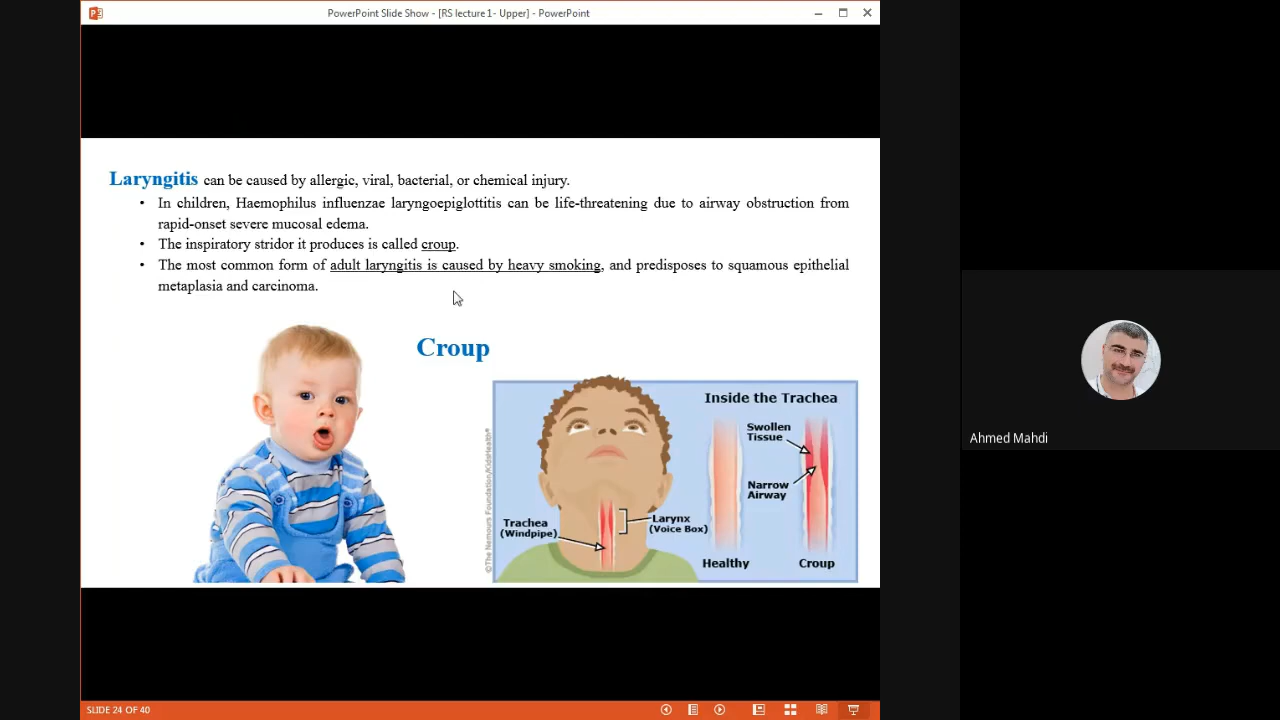 PowerPoint Slide Show - [RS lecture 1- Upper] - PowerPoint
Laryngitis can be caused by allergic, viral, bacterial, or chemical injury.
• In children, Haemophilus influenzae laryngoepiglottitis can be life-threatening due to airway obstruction from
rapid-onset severe mucosal edema.
• The inspiratory stridor it produces is called croup.
• The most common form of adult laryngitis is caused by heavy smoking, and predisposes to squamous epithelial
metaplasia and carcinoma.
Croup
Inside the Trachea
Swollen
Tissue
Narrow
Airway
Trachea
(Windpipe)
Larynx
(Voice Box)
Healthy
Croup
©The Nemours Foundation/KidsHealth®
Ahmed Mahdi
SLIDE 24 OF 40